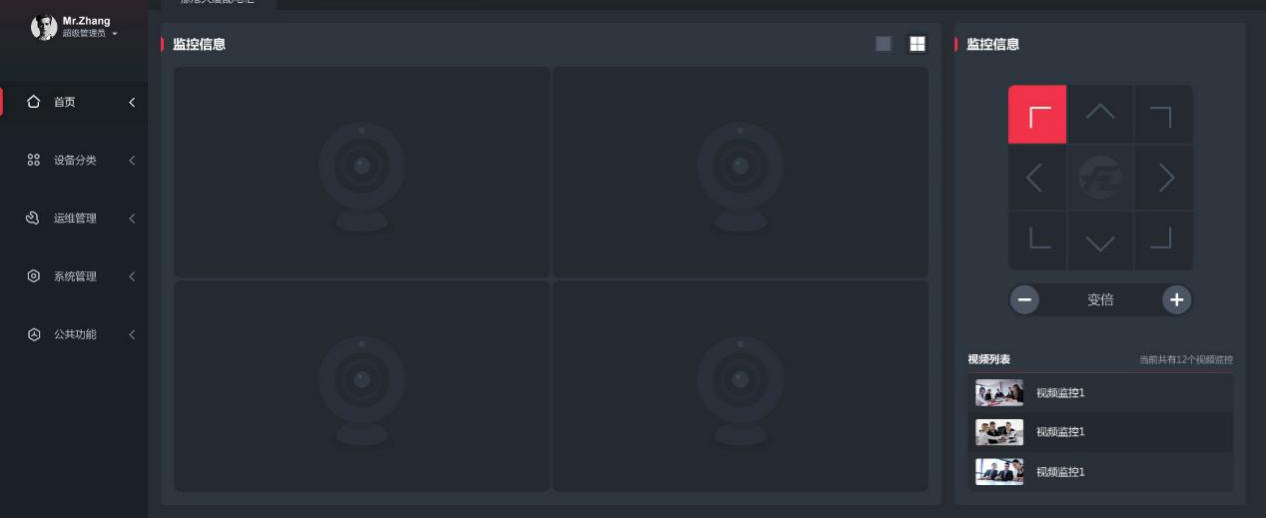 Mr.Zhang
超级管理员
首页
设备分类
运维管理
系统管理
公共功能
监控信息
监控信息
变倍
视频列表
当前共有12个视频监控
视频监控1
视频监控1
视频监控1